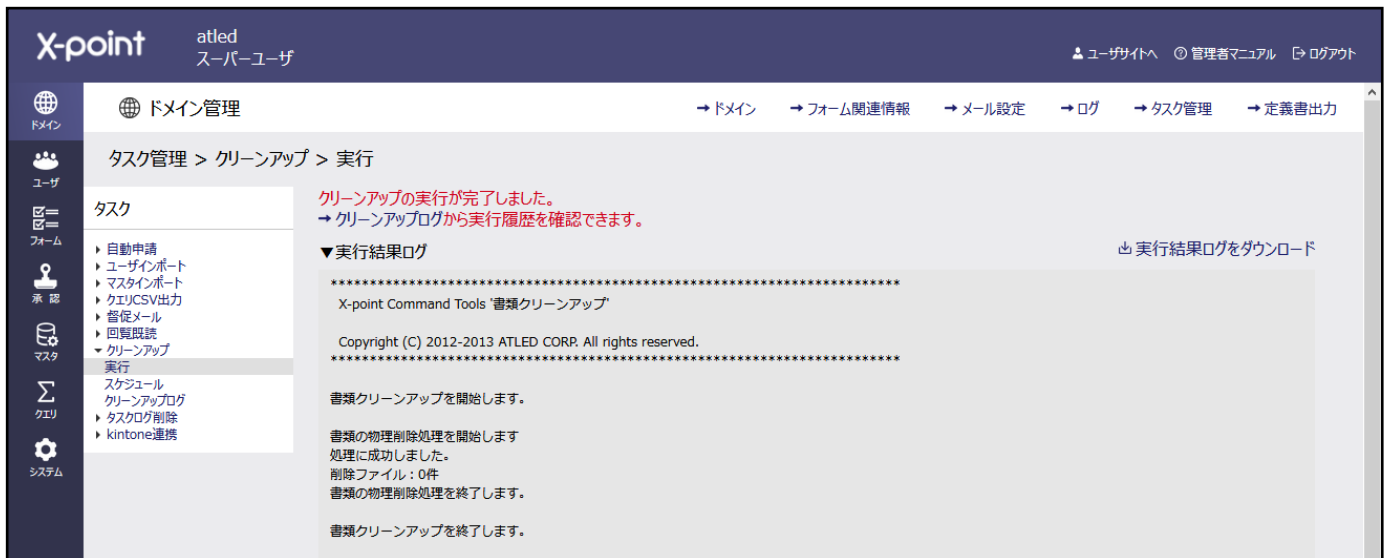 X-point
atled
スーパーユーザ
ユーザサイトへ
管理者マニュアル
ログアウト
ドメイン
ユーザ
フォーム
承認
マスタ
クエリ
システム
ドメイン管理
→ドメイン
→フォーム関連情報
→メール設定
→ログ
→タスク管理
→定義書出力
タスク管理 > クリーンアップ > 実行
タスク
自動申請
ユーザインポート
マスタインポート
クエリCSV出力
督促メール
回覧既読
クリーンアップ
実行
スケジュール
クリーンアップログ
タスクログ削除
kintone連携
クリーンアップの実行が完了しました。
→クリーンアップログから実行履歴を確認できます。
▼実行結果ログ
実行結果ログをダウンロード
*************************************************************************
X-point Command Tools '書類クリーンアップ'
Copyright (C) 2012-2013 ATLED CORP. All rights reserved.
*************************************************************************
書類クリーンアップを開始します。
書類の物理削除処理を開始します
処理に成功しました。
削除ファイル：0件
書類の物理削除処理を終了します。
書類クリーンアップを終了します。